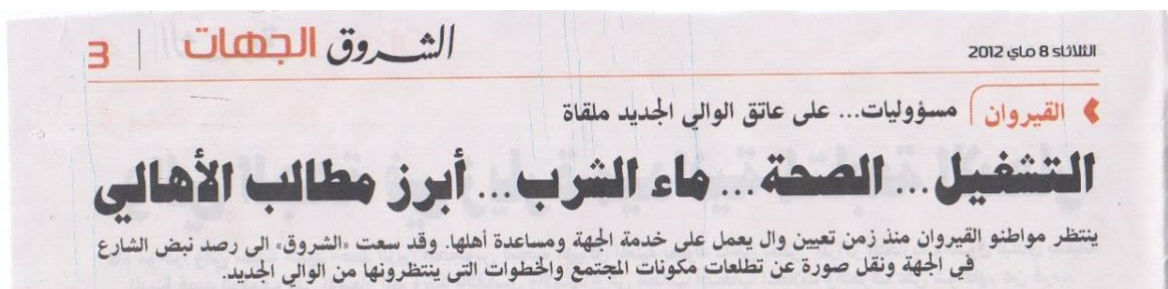 الثلاثاء 8 ماي 2012 الشروق الجهات 3
القيروان مسؤوليات... على عاتق الوالي الجديد ملقاة
التشغيل... الصحة... ماء الشرب... أبرز مطالب الأهالي
ينتظر مواطنو القيروان منذ زمن تعيين وال يعمل على خدمة الجهة ومساعدة أهلها. وقد سعت «الشروق» الى رصد نبض الشارع
في الجهة ونقل صورة عن تطلعات مكونات المجتمع والخطوات التي ينتظرونها من الوالي الجديد.